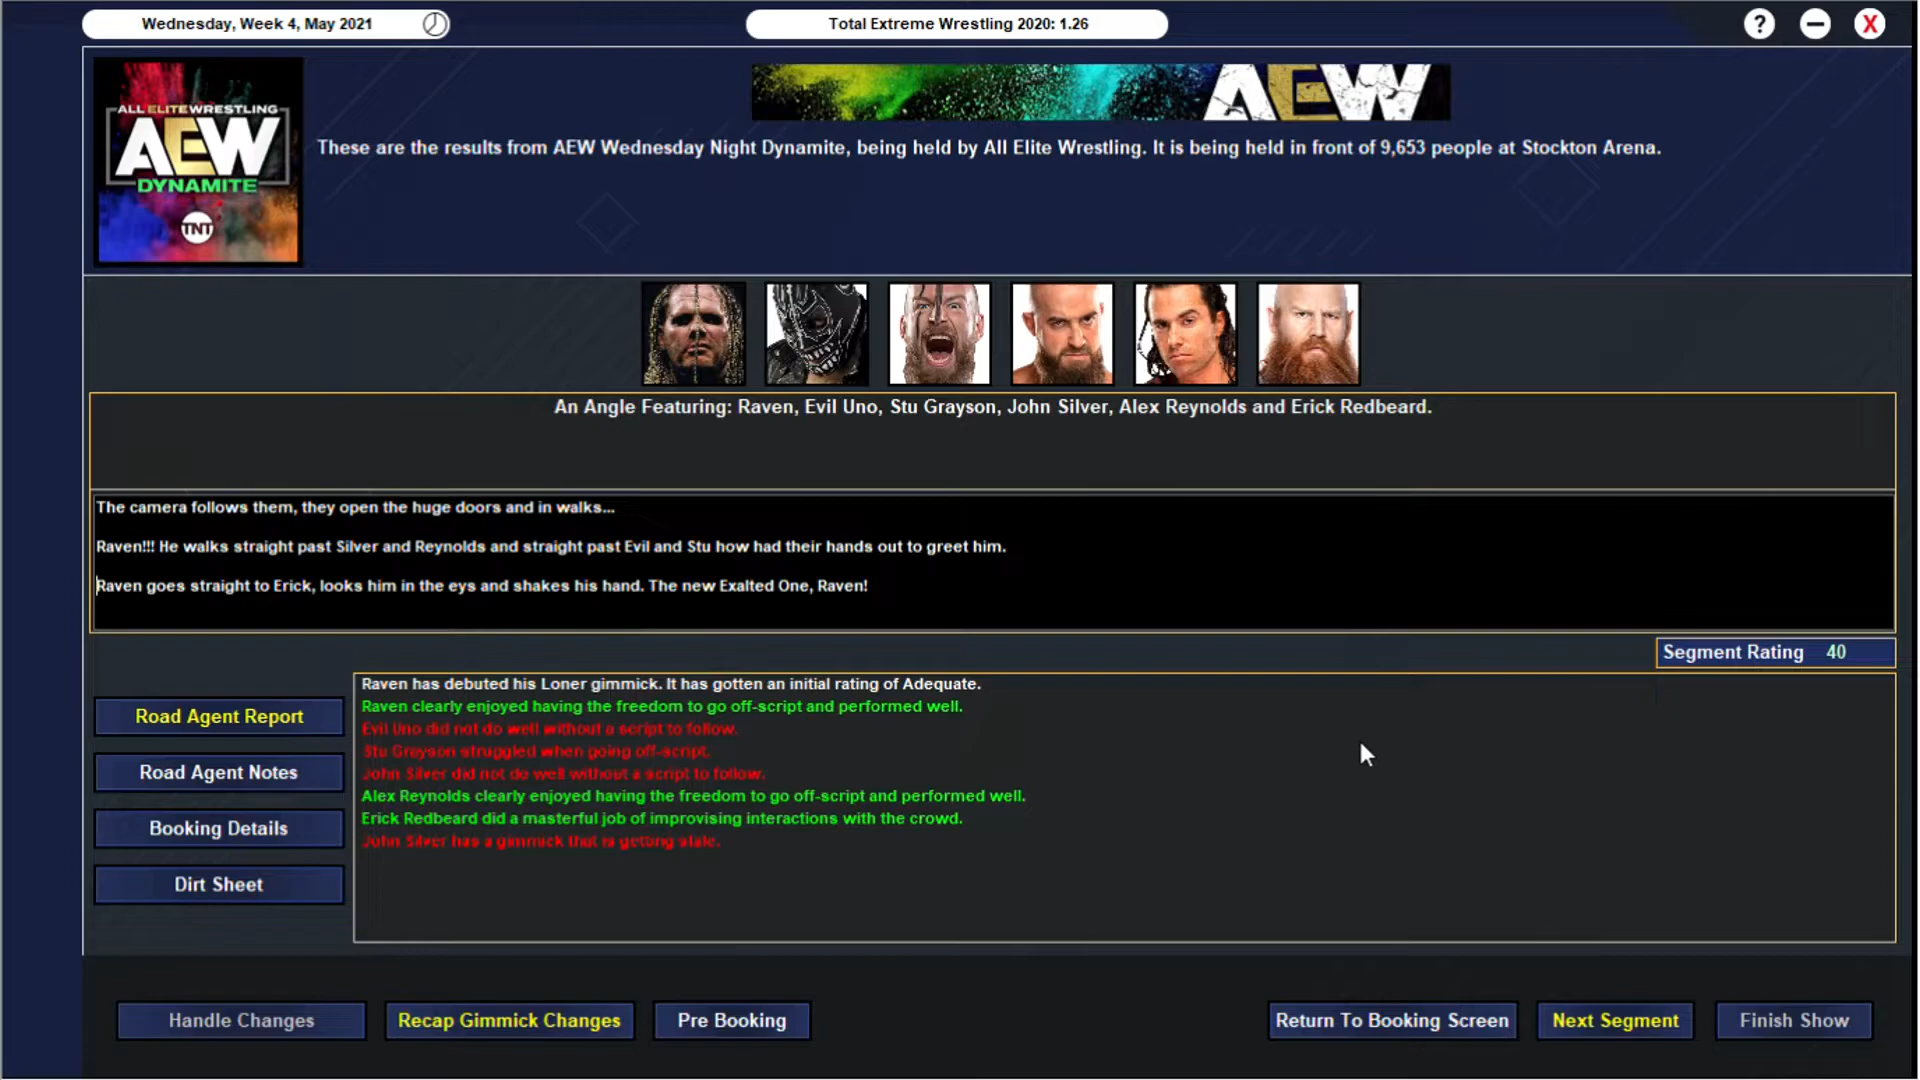 Wednesday, Week 4, May 2021
Total Extreme Wrestling 2020: 1.26
?
X
ALL ELITE WRESTLING
AEW
DYNAMITE
TNT
AEW
These are the results from AEW Wednesday Night Dynamite, being held by All Elite Wrestling. It is being held in front of 9,653 people at Stockton Arena.
An Angle Featuring: Raven, Evil Uno, Stu Grayson, John Silver, Alex Reynolds and Erick Redbeard.
The camera follows them, they open the huge doors and in walks...
Raven!!! He walks straight past Silver and Reynolds and straight past Evil and Stu how had their hands out to greet him.
Raven goes straight to Erick, looks him in the eyes and shakes his hand. The new Exalted One, Raven!
Segment Rating 40
Road Agent Report
Road Agent Notes
Booking Details
Dirt Sheet
Raven has debuted his Loner gimmick. It has gotten an initial rating of Adequate.
Raven clearly enjoyed having the freedom to go off-script and performed well.
Evil Uno did not do well without a script to follow.
Stu Grayson struggled when going off-script.
John Silver did not do well without a script to follow.
Alex Reynolds clearly enjoyed having the freedom to go off-script and performed well.
Erick Redbeard did a masterful job of improvising interactions with the crowd.
John Silver has a gimmick that is getting stale.
Handle Changes
Recap Gimmick Changes
Pre Booking
Return To Booking Screen
Next Segment
Finish Show